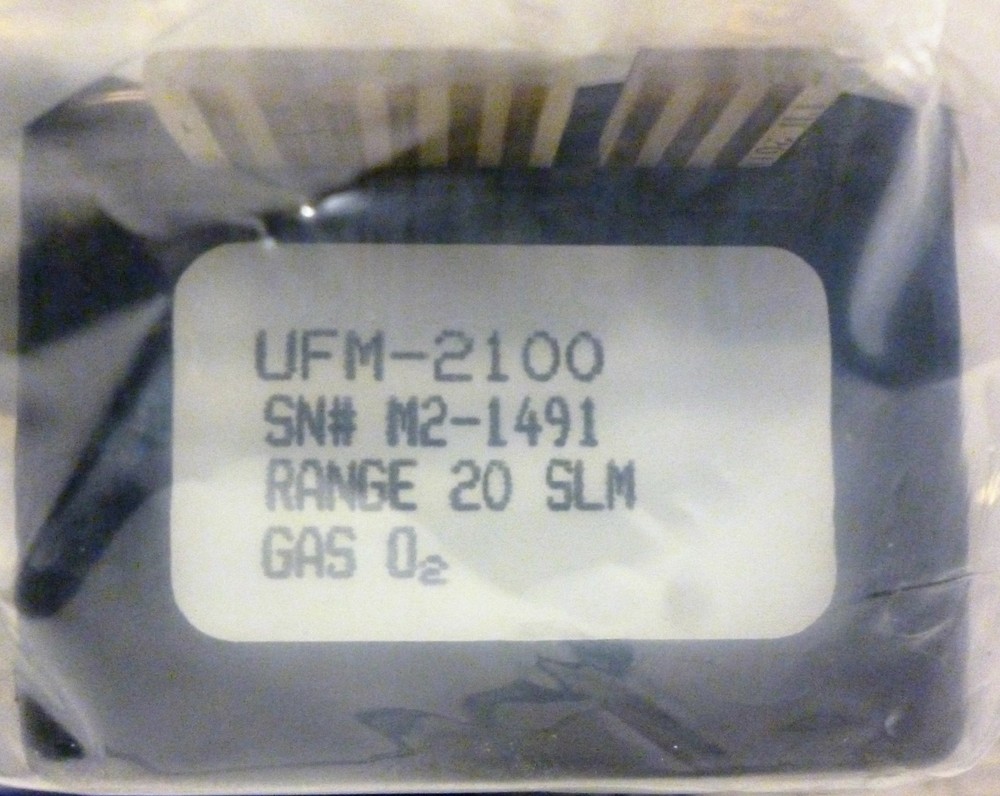 UFM-2100
SN# M2-1491
RANGE 20 SLM
GAS O₂